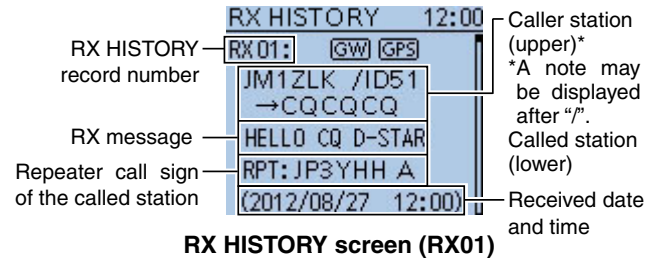 RX HISTORY 12:00
RX01: GW GPS
JM1ZLK /ID51
→CQCQCQ
HELLO CQ D-STAR
RPT:JP3YHH A
(2012/08/27 12:00)
RX HISTORY
record number
RX message
Repeater call sign
of the called station
Caller station
(upper)*
*A note may
be displayed
after “/”.
Called station
(lower)
Received date
and time
RX HISTORY screen (RX01)